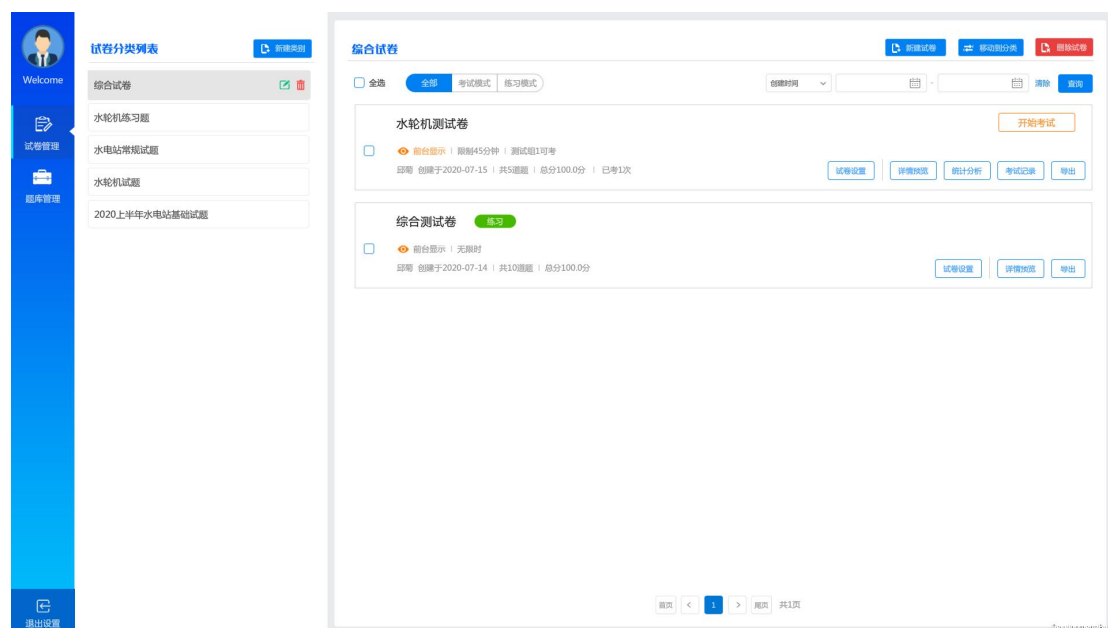 Welcome
试卷管理
题库管理
退出设置
试卷分类列表 新建类别
综合试卷
水轮机练习题
水电站常规试题
水轮机试题
2020上半年水电站基础试题
综合试卷 新建试卷 移动到分类 删除试卷
全选 全部 考试模式 练习模式 创建时间 - 清除 查询
水轮机测试卷 开始考试
前台显示 | 限制45分钟 | 测试组1可考
邱菊 创建于2020-07-15 | 共5道题 | 总分100.0分 | 已考1次 试卷设置 详情预览 统计分析 考试记录 导出
综合测试卷 练习
前台显示 | 无限时
邱菊 创建于2020-07-14 | 共10道题 | 总分100.0分 试卷设置 详情预览 导出
首页 < 1 > 尾页 共1页